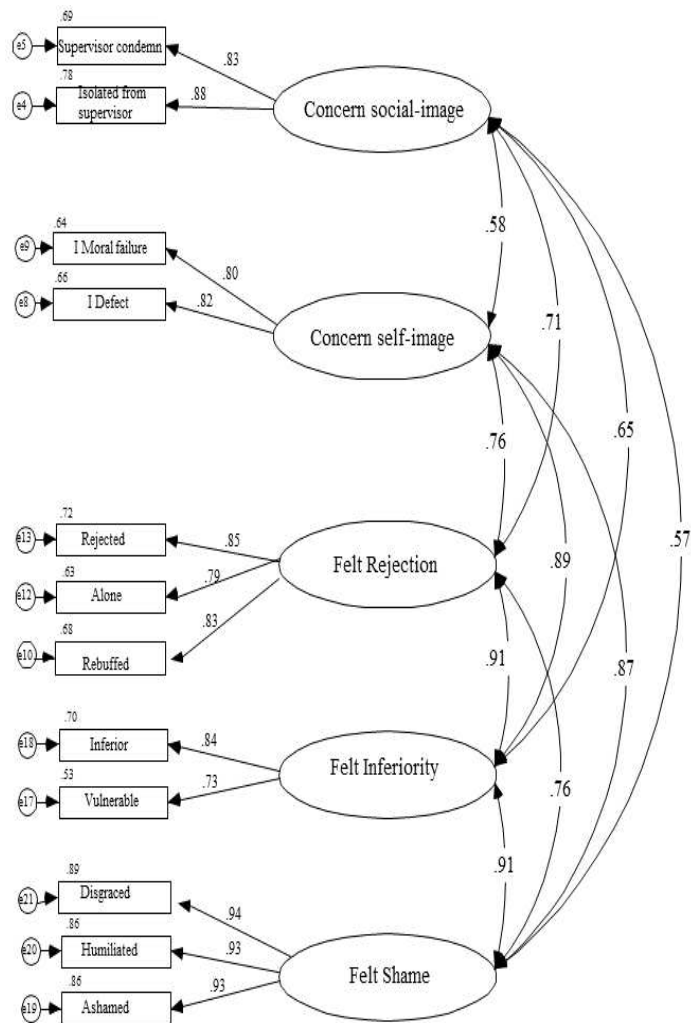 .69
e5
Supervisor condemn
.83
.78
e4
Isolated from
supervisor
.88
Concern social-image
.58
.71
.65
.57
.64
e9
I Moral failure
.80
.66
e8
I Defect
.82
Concern self-image
.76
.89
.87
.72
e13
Rejected
.85
.63
e12
Alone
.79
.68
e10
Rebuffed
.83
Felt Rejection
.91
.76
.70
e18
Inferior
.84
.53
e17
Vulnerable
.73
Felt Inferiority
.91
.89
e21
Disgraced
.94
.86
e20
Humiliated
.93
.86
e19
Ashamed
.93
Felt Shame